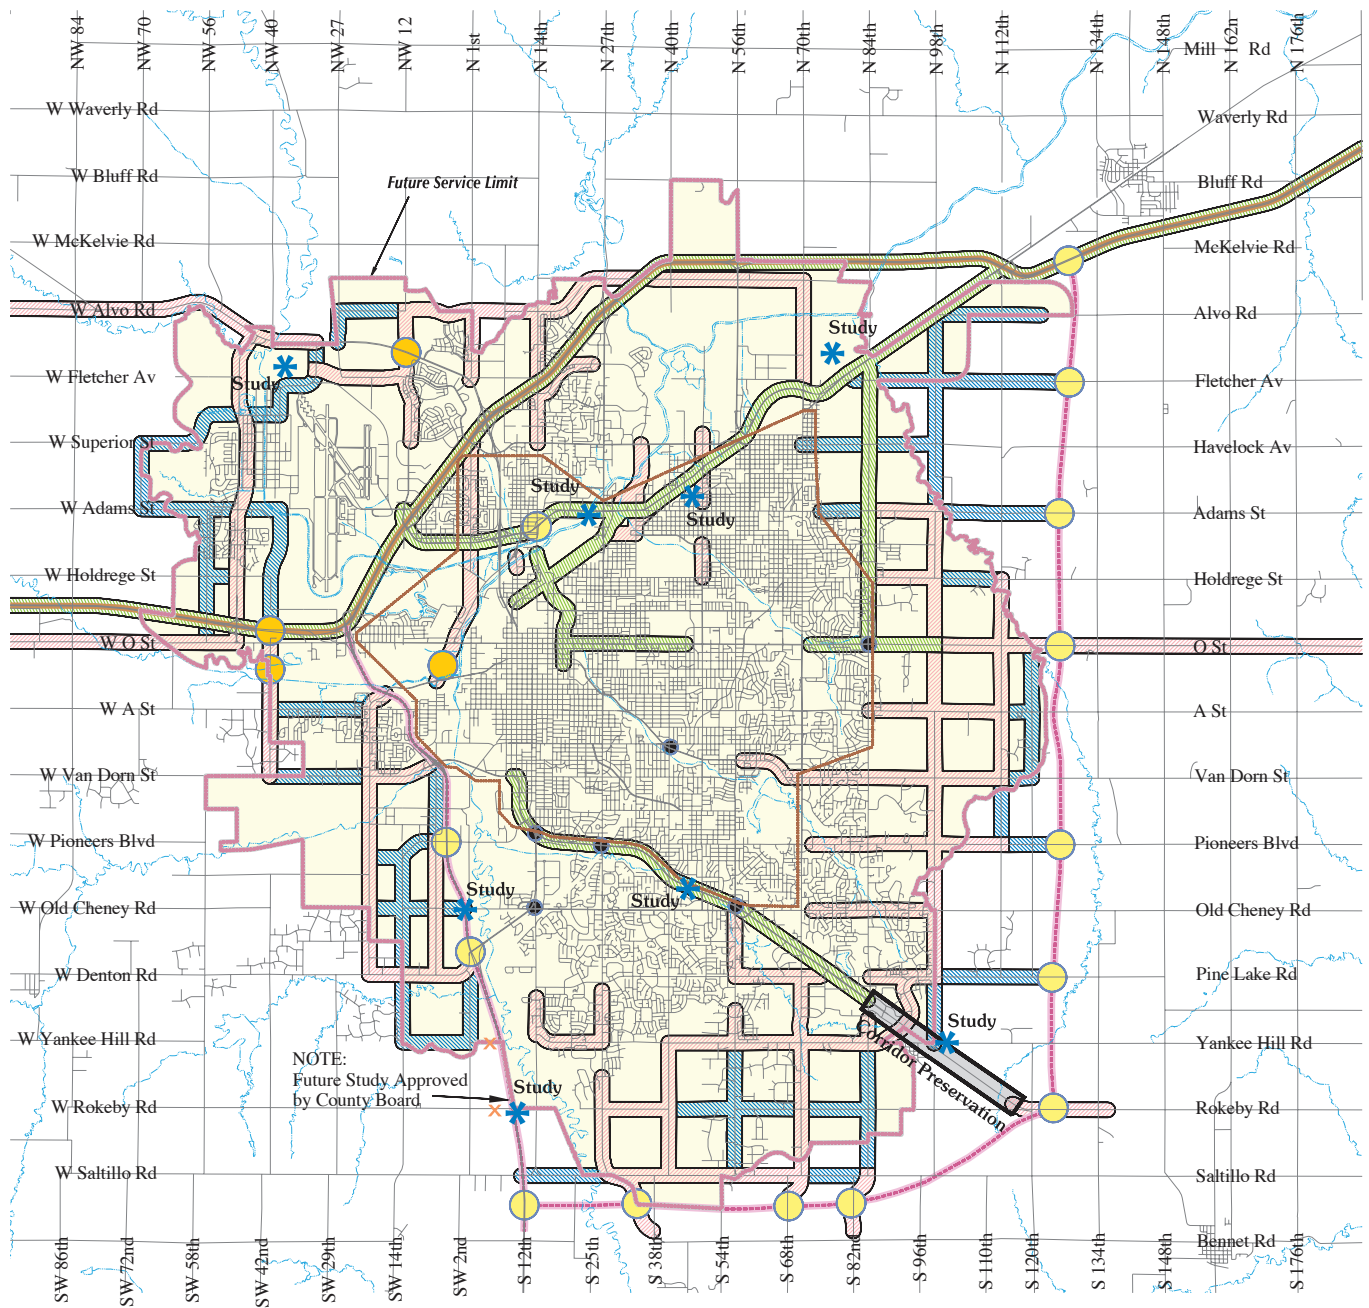 NW 84
NW 70
NW 56
NW 40
NW 27
NW 12
N 1st
N 14th
N 27th
N 40th
N 56th
N 70th
N 84th
N 98th
N 112th
N 134th
N 148th
N 162n
N 176th
Mill Rd
W Waverly Rd
Waverly Rd
W Bluff Rd
Future Service Limit
Bluff Rd
W McKelvie Rd
McKelvie Rd
W Alvo Rd
Alvo Rd
Study
W Fletcher Av
Study
Fletcher Av
W Superior St
Havelock Av
Study
W Adams St
Study
Adams St
W Holdrege St
Holdrege St
W O St
O St
W A St
A St
W Van Dorn St
Van Dorn St
W Pioneers Blvd
Pioneers Blvd
Study
Study
W Old Cheney Rd
Old Cheney Rd
W Denton Rd
Pine Lake Rd
Study
W Yankee Hill Rd
Corridor Preservation
Yankee Hill Rd
NOTE:
Future Study Approved
by County Board
Study
W Rokeby Rd
Rokeby Rd
W Saltillo Rd
Saltillo Rd
Bennet Rd
SW 86th
SW 72nd
SW 58th
SW 42nd
SW 29th
SW 14th
SW 2nd
S 12th
S 25th
S 38th
S 54th
S 68th
S 82nd
S 96th
S 110th
S 120th
S 134th
S 148th
S 176th